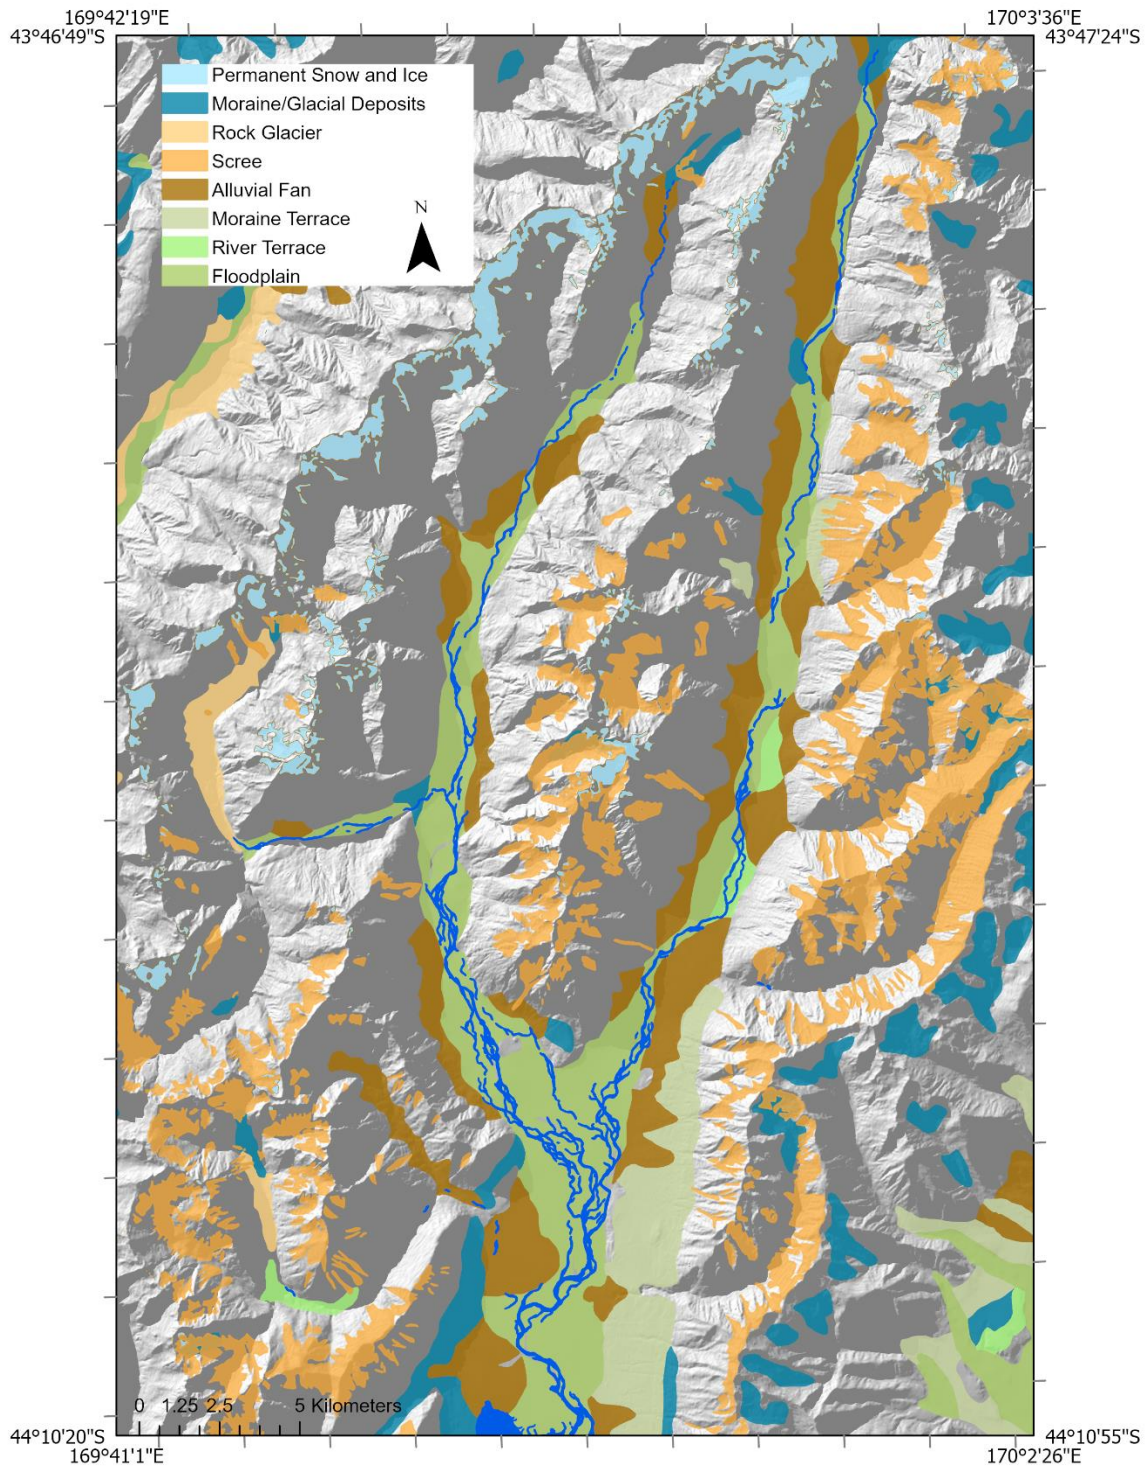 169°42'19"E 170°3'36"E
43°46'49"S 43°47'24"S
Permanent Snow and Ice
Moraine/Glacial Deposits
Rock Glacier
Scree
Alluvial Fan
Moraine Terrace
River Terrace
Floodplain
N
0 1.25 2.5 5 Kilometers
44°10'20"S 44°10'55"S
169°41'1"E 170°2'26"E